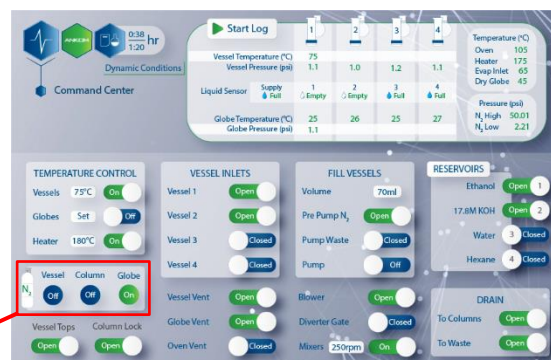 0:38
1:20 hr
ANKOM
Dynamic Conditions
Command Center
Start Log
1 2 3 4
Vessel Temperature (°C) 75
Vessel Pressure (psi) 1.1 1.0 1.2 1.1
Liquid Sensor Supply 1 2 3 4
Full Empty Empty Full Full
Globe Temperature (°C) 25 26 25 27
Globe Pressure (psi) 1.1
Temperature (°C)
Oven 105
Heater 175
Evap Inlet 65
Dry Globe 45
Pressure (psi)
N2 High 50.01
N2 Low 2.21
TEMPERATURE CONTROL
Vessels 75°C On
Globes Set Off
Heater 180°C On
N2 Vessel Column Globe
Off Off On
Vessel Tops Column Lock
Open Open
VESSEL INLETS
Vessel 1 Open
Vessel 2 Open
Vessel 3 Closed
Vessel 4 Closed
Vessel Vent Open
Globe Vent Open
Oven Vent Closed
FILL VESSELS
Volume 70ml
Pre Pump N2 Open
Pump Waste Closed
Pump Off
Blower Open
Diverter Gate Closed
Mixers 250rpm On
RESERVOIRS
Ethanol Open 1
17.8M KOH Open 2
Water 3 Closed
Hexane 4 Closed
DRAIN
To Columns Open
To Waste Open